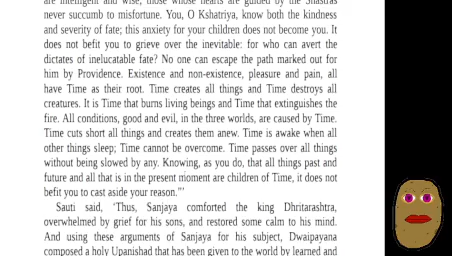 are intelligent and wise, those whose hearts are guided by the Shastras
never succumb to misfortune. You, O Kshatriya, know both the kindness
and severity of fate; this anxiety for your children does not become you. It
does not befit you to grieve over the inevitable: for who can avert the
dictates of inelucatable fate? No one can escape the path marked out for
him by Providence. Existence and non-existence, pleasure and pain, all
have Time as their root. Time creates all things and Time destroys all
creatures. It is Time that burns living beings and Time that extinguishes the
fire. All conditions, good and evil, in the three worlds, are caused by Time.
Time cuts short all things and creates them anew. Time is awake when all
other things sleep; Time cannot be overcome. Time passes over all things
without being slowed by any. Knowing, as you do, that all things past and
future and all that is in the present moment are children of Time, it does not
befit you to cast aside your reason."'
Sauti said, 'Thus, Sanjaya comforted the king Dhritarashtra,
overwhelmed by grief for his sons, and restored some calm to his mind.
And using these arguments of Sanjaya for his subject, Dwaipayana
composed a holy Upanishad that has been given to the world by learned and